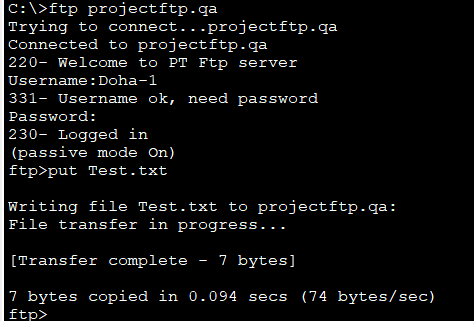 C:\>ftp projectftp.qa
Trying to connect...projectftp.qa
Connected to projectftp.qa
220- Welcome to PT Ftp server
Username:Doha-1
331- Username ok, need password
Password:
230- Logged in
(passive mode On)
ftp>put Test.txt
Writing file Test.txt to projectftp.qa:
File transfer in progress...
[Transfer complete - 7 bytes]
7 bytes copied in 0.094 secs (74 bytes/sec)
ftp>